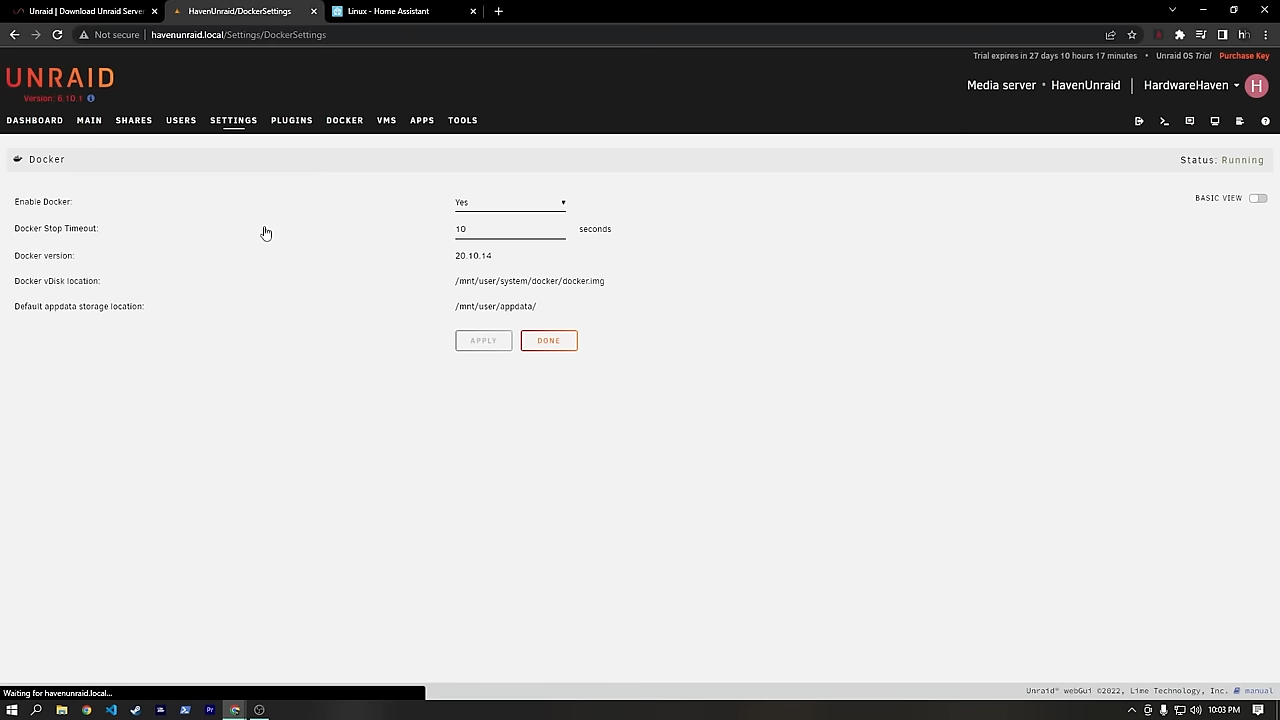 Unraid | Download Unraid Server
HavenUnraid/DockerSettings
Linux - Home Assistant
Not secure
havenunraid.local/Settings/DockerSettings
Trial expires in 27 days 10 hours 17 minutes • Unraid OS Trial Purchase Key
UNRAID
Version: 6.10.1
Media server • HavenUnraid
HardwareHaven
H
DASHBOARD MAIN SHARES USERS SETTINGS PLUGINS DOCKER VMS APPS TOOLS
Docker
Status: Running
BASIC VIEW
Enable Docker: Yes
Docker Stop Timeout: 10 seconds
Docker version: 20.10.14
Docker vDisk location: /mnt/user/system/docker/docker.img
Default appdata storage location: /mnt/user/appdata/
APPLY DONE
Waiting for havenunraid.local...
Unraid® webGui ©2022, Lime Technology, Inc. manual
10:03 PM